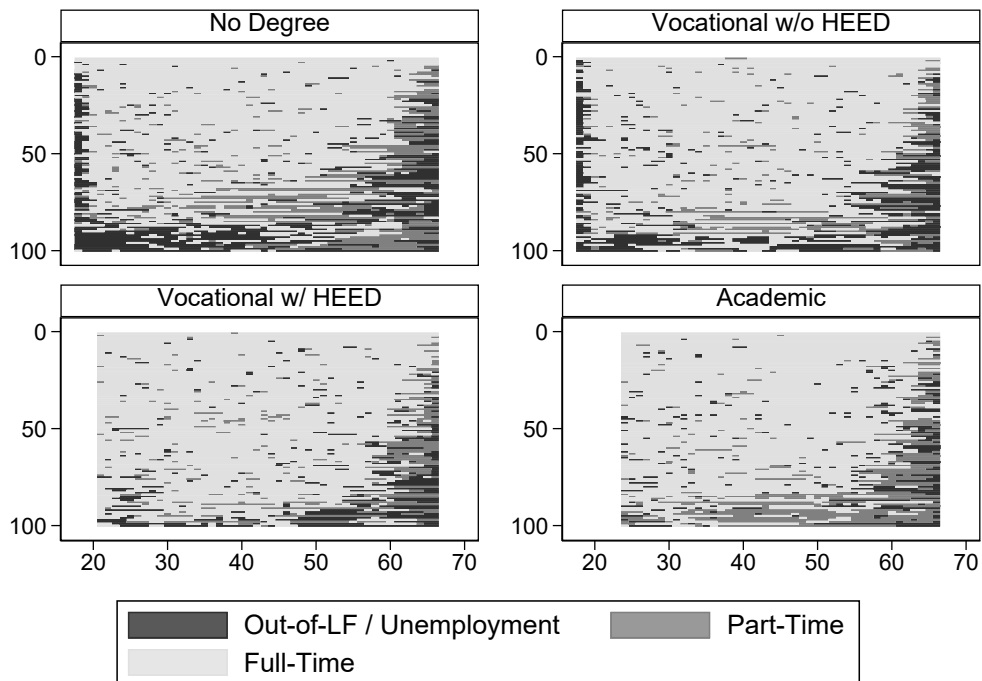 No Degree
Vocational w/o HEED
0
50
100
0
50
100
Vocational w/ HEED
Academic
0
50
100
0
50
100
20 30 40 50 60 70
20 30 40 50 60 70
Out-of-LF / Unemployment
Part-Time
Full-Time